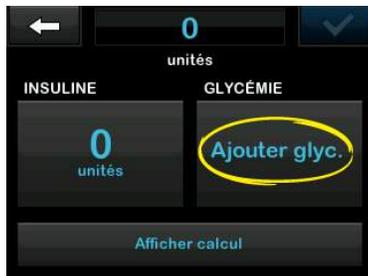 0
unités
INSULINE
GLYCÉMIE
0
unités
Ajouter glyc.
Afficher calcul